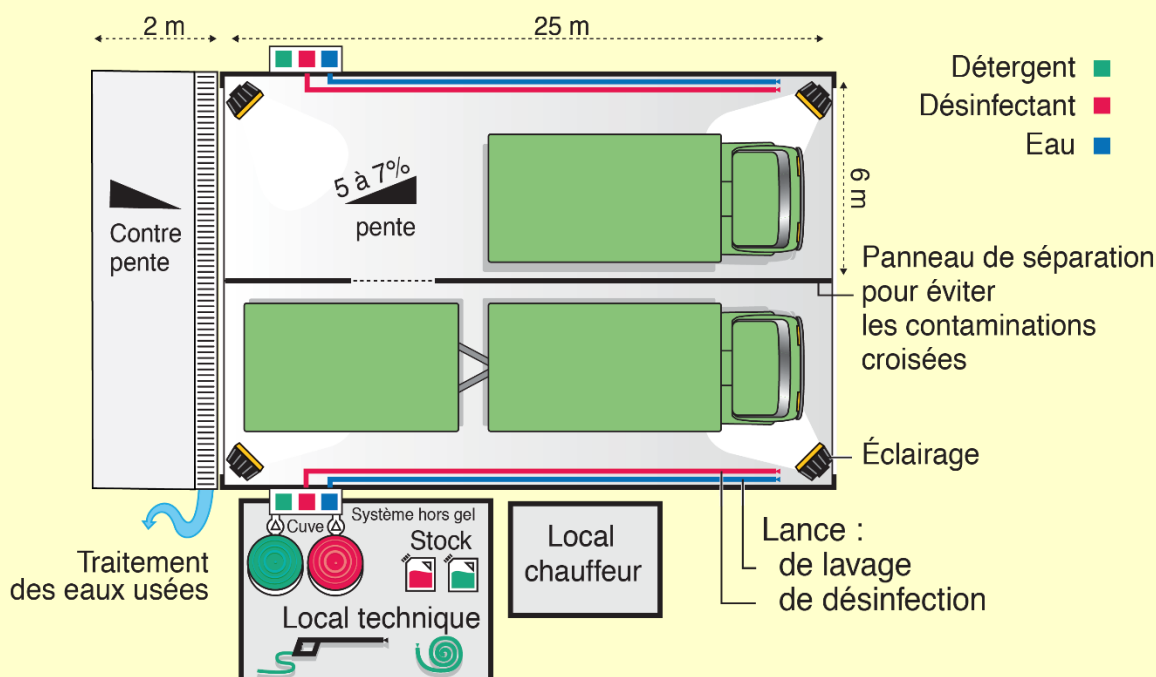 2 m
25 m
Détergent
Désinfectant
Eau
5 à 7%
pente
6 m
Contre
pente
Panneau de séparation
pour éviter
les contaminations
croisées
Éclairage
Traitement
des eaux usées
Cuve
Système hors gel
Stock
Local technique
Local
chauffeur
Lance :
de lavage
de désinfection